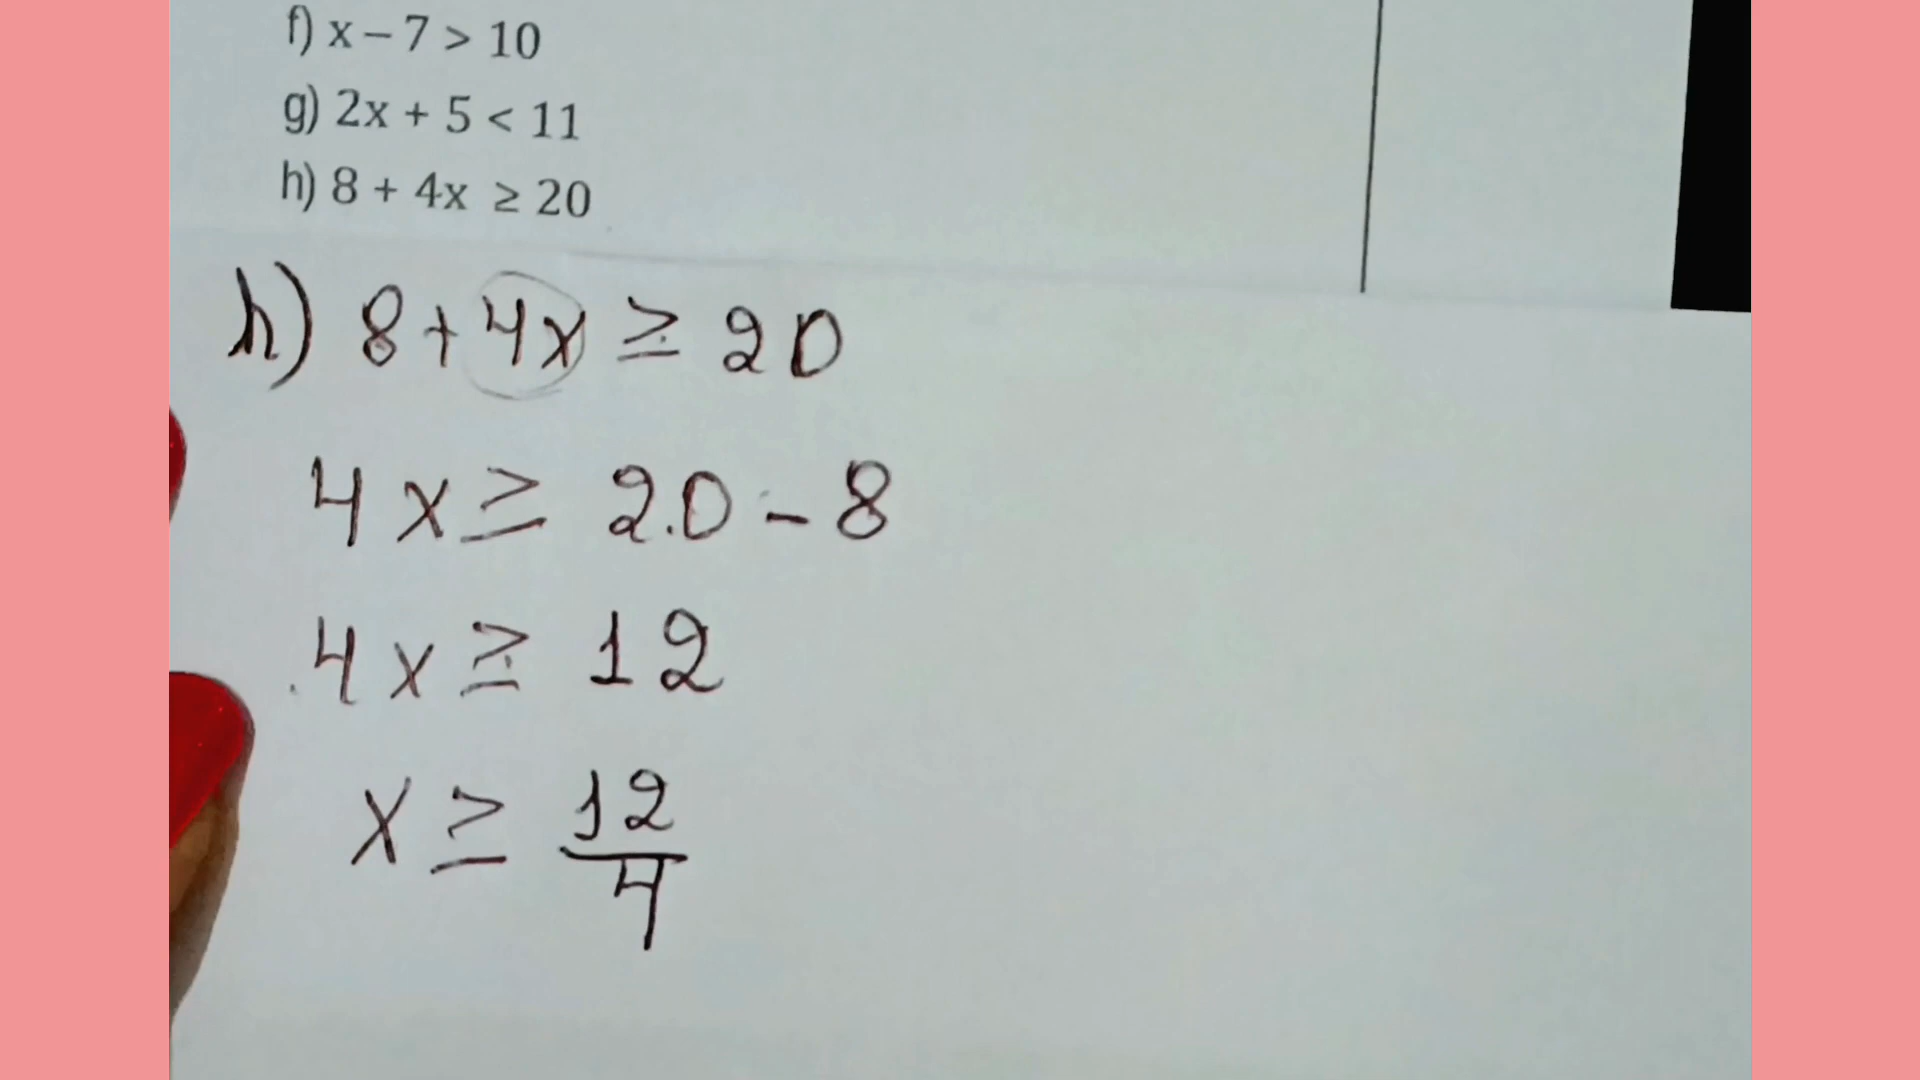 f) x – 7 > 10
g) 2x + 5 < 11
h) 8 + 4x ≥ 20
h) 8 + 4x ≥ 20
4x ≥ 20 - 8
4x ≥ 12
x ≥ 12/4